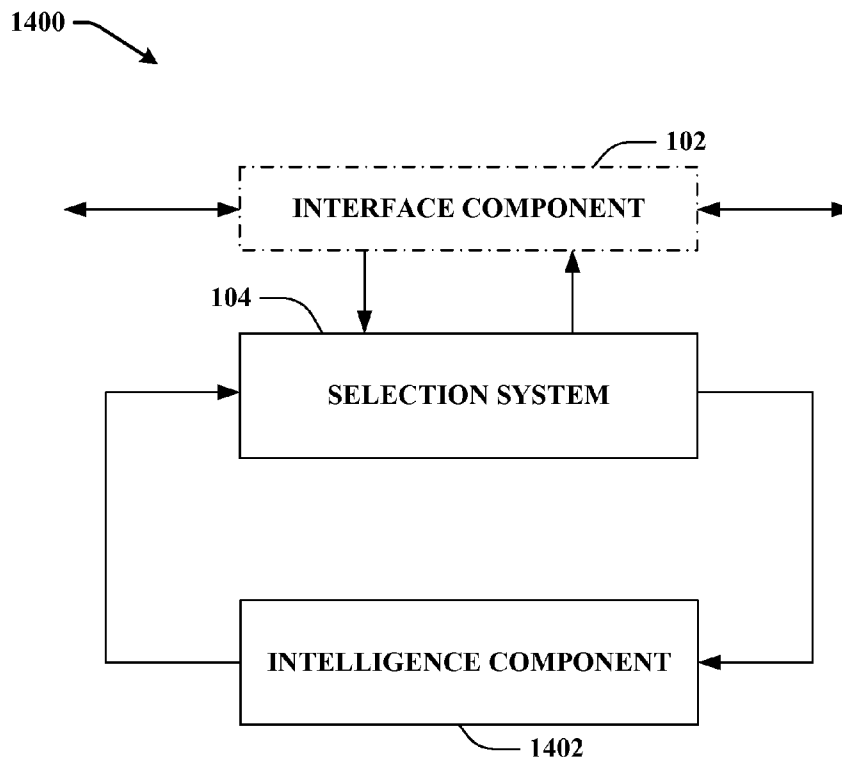 1400
102
INTERFACE COMPONENT
104
SELECTION SYSTEM
INTELLIGENCE COMPONENT
1402